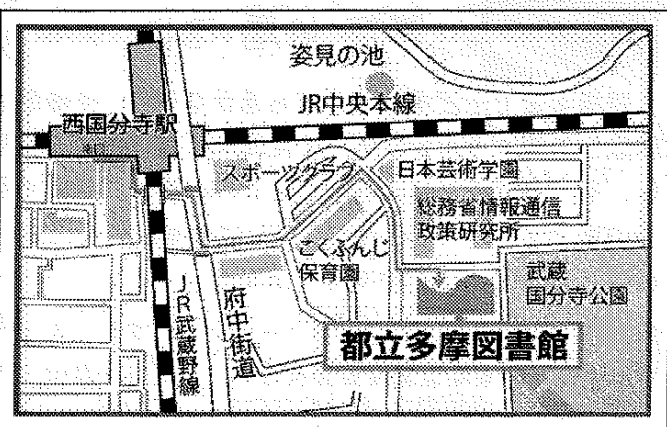 姿見の池
JR中央本線
西国分寺駅
スポーツクラブ
日本芸術学園
総務省情報通信
政策研究所
こくぶんじ
保育園
武蔵
国分寺公園
JR武蔵野線
府中街道
都立多摩図書館